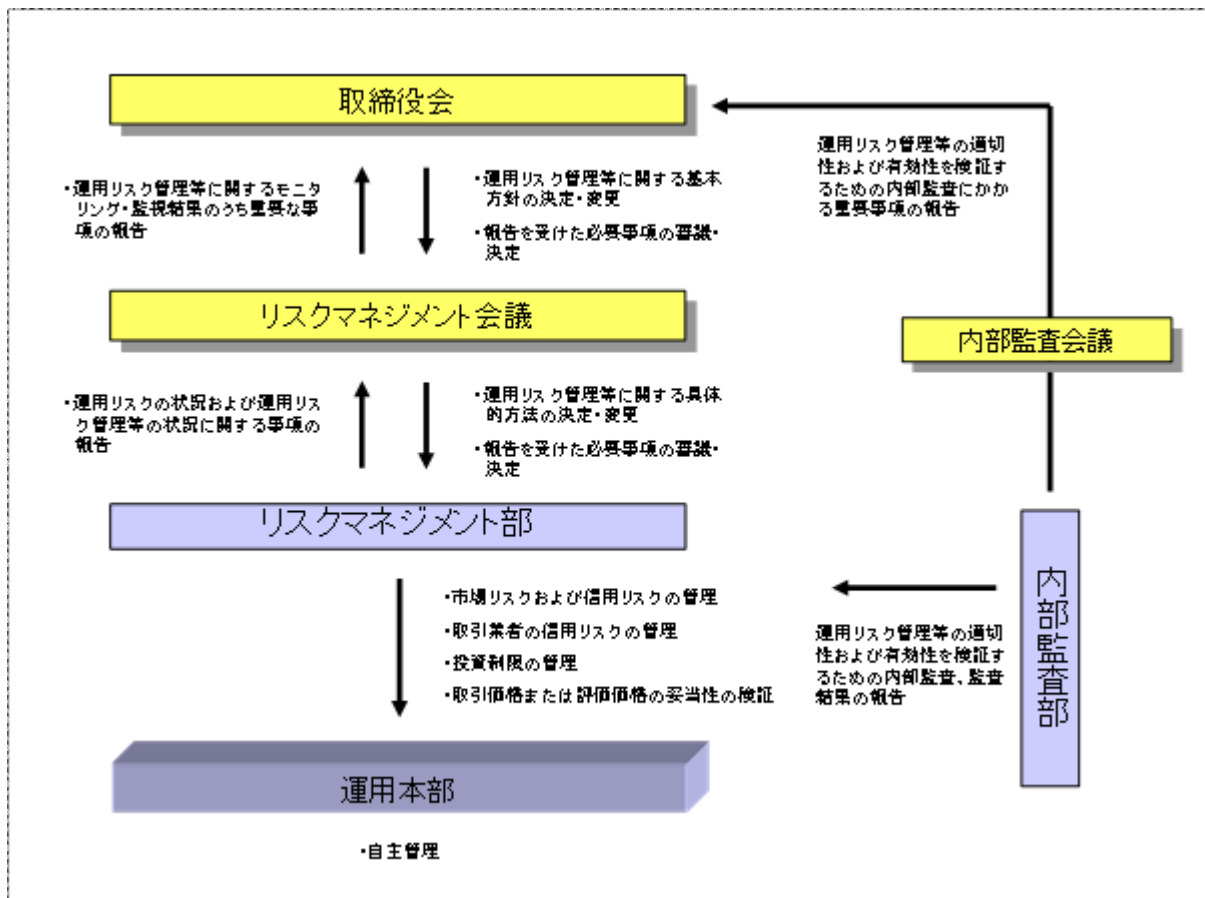 取締役会
・運用リスク管理等に関するモニ
タリング・監視結果のうち重要な事
項の報告
・運用リスク管理等に関する基本
方針の決定・変更
・報告を受けた必要事項の審議・
決定
運用リスク管理等の適切
性および有効性を検証す
るための内部監査にかか
る重要事項の報告
リスクマネジメント会議
内部監査会議
・運用リスクの状況および運用リス
ク管理等の状況に関する事項の
報告
・運用リスク管理等に関する具体
的方法の決定・変更
・報告を受けた必要事項の審議・
決定
リスクマネジメント部
内部監査部
・市場リスクおよび信用リスクの管理
・取引業者の信用リスクの管理
・投資制限の管理
・取引価格または評価価格の妥当性の検証
運用リスク管理等の適切
性および有効性を検証す
るための内部監査、監査
結果の報告
運用本部
・自主管理